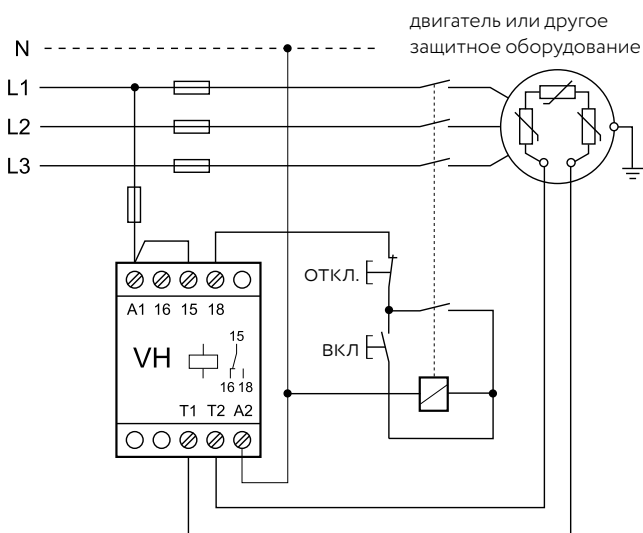 двигатель или другое
защитное оборудование
N
L1
L2
L3
ОТКЛ.
A1 16 15 18
VH
15
16 18
ВКЛ
T1 T2 A2